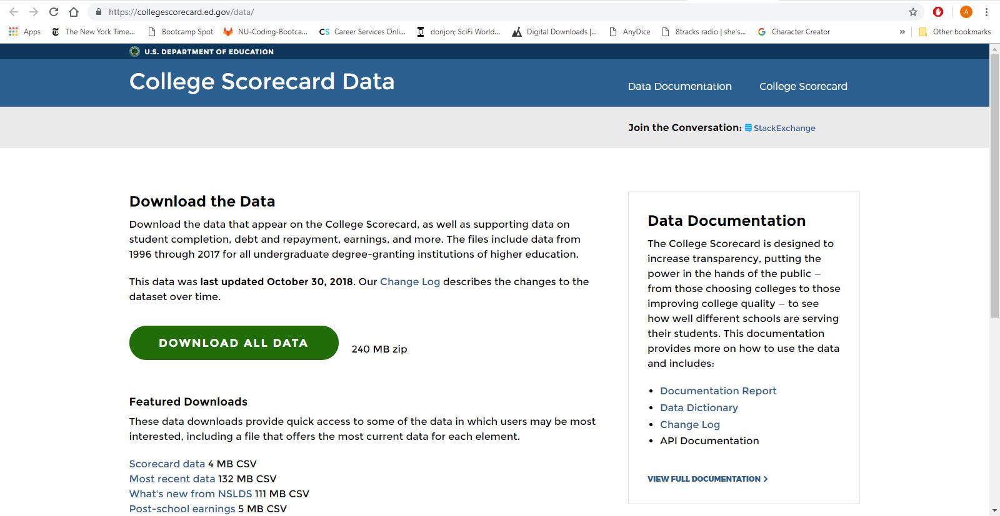 https://collegescorecard.ed.gov/data/
A
Apps
The New York Time...
Bootcamp Spot
NU-Coding-Bootca...
CS Career Services Onli...
donjon; SciFi World...
Digital Downloads |...
AnyDice
8tracks radio | she's...
G Character Creator
»
Other bookmarks
U.S. DEPARTMENT OF EDUCATION
College Scorecard Data
Data Documentation
College Scorecard
Join the Conversation: StackExchange
Download the Data
Download the data that appear on the College Scorecard, as well as supporting data on
student completion, debt and repayment, earnings, and more. The files include data from
1996 through 2017 for all undergraduate degree-granting institutions of higher education.
This data was last updated October 30, 2018. Our Change Log describes the changes to the
dataset over time.
DOWNLOAD ALL DATA
240 MB zip
Featured Downloads
These data downloads provide quick access to some of the data in which users may be most
interested, including a file that offers the most current data for each element.
Scorecard data 4 MB CSV
Most recent data 132 MB CSV
What's new from NSLDS 111 MB CSV
Post-school earnings 5 MB CSV
Data Documentation
The College Scorecard is designed to
increase transparency, putting the
power in the hands of the public —
from those choosing colleges to those
improving college quality — to see
how well different schools are serving
their students. This documentation
provides more on how to use the data
and includes:
• Documentation Report
• Data Dictionary
• Change Log
• API Documentation
VIEW FULL DOCUMENTATION >